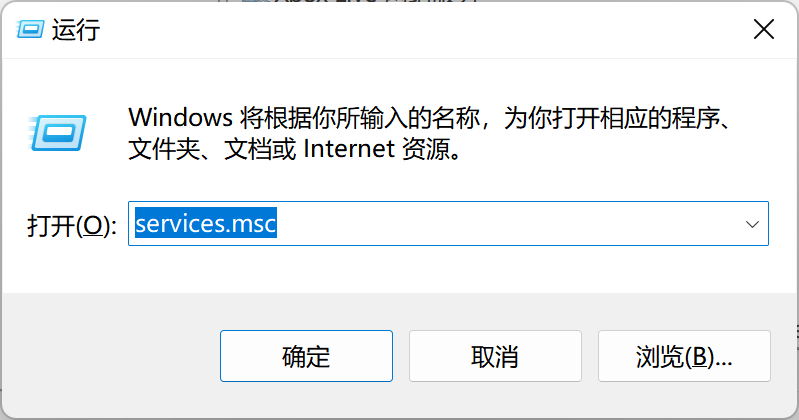 运行
Windows 将根据你所输入的名称，为你打开相应的程序、
文件夹、文档或 Internet 资源。
打开(O): services.msc
确定 取消 浏览(B)...